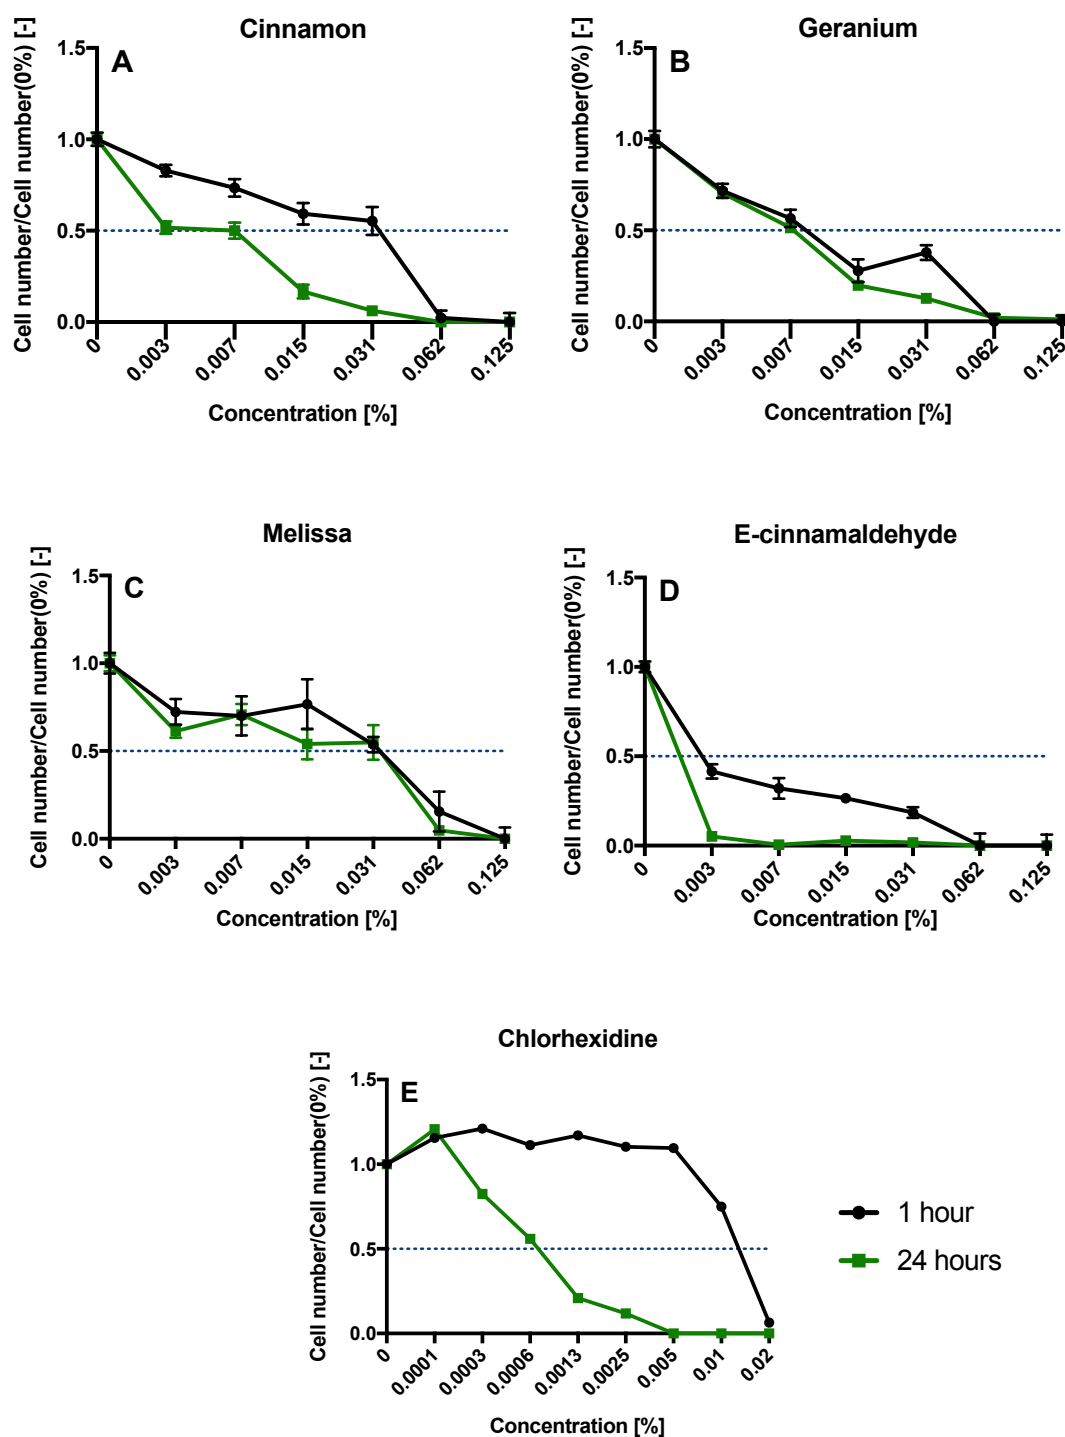 Cinnamon
A
Cell number/Cell number(0%) [-]
1.5
1.0
0.5
0.0
0
0.003
0.007
0.015
0.031
0.062
0.125
Concentration [%]
Geranium
B
Cell number/Cell number(0%) [-]
1.5
1.0
0.5
0.0
0
0.003
0.007
0.015
0.031
0.062
0.125
Concentration [%]
Melissa
C
Cell number/Cell number(0%) [-]
1.5
1.0
0.5
0.0
0
0.003
0.007
0.015
0.031
0.062
0.125
Concentration [%]
E-cinnamaldehyde
D
Cell number/Cell number(0%) [-]
1.5
1.0
0.5
0.0
0
0.003
0.007
0.015
0.031
0.062
0.125
Concentration [%]
Chlorhexidine
E
Cell number/Cell number(0%) [-]
1.5
1.0
0.5
0.0
0
0.0001
0.0003
0.0006
0.0013
0.0025
0.005
0.01
0.02
Concentration [%]
1 hour
24 hours